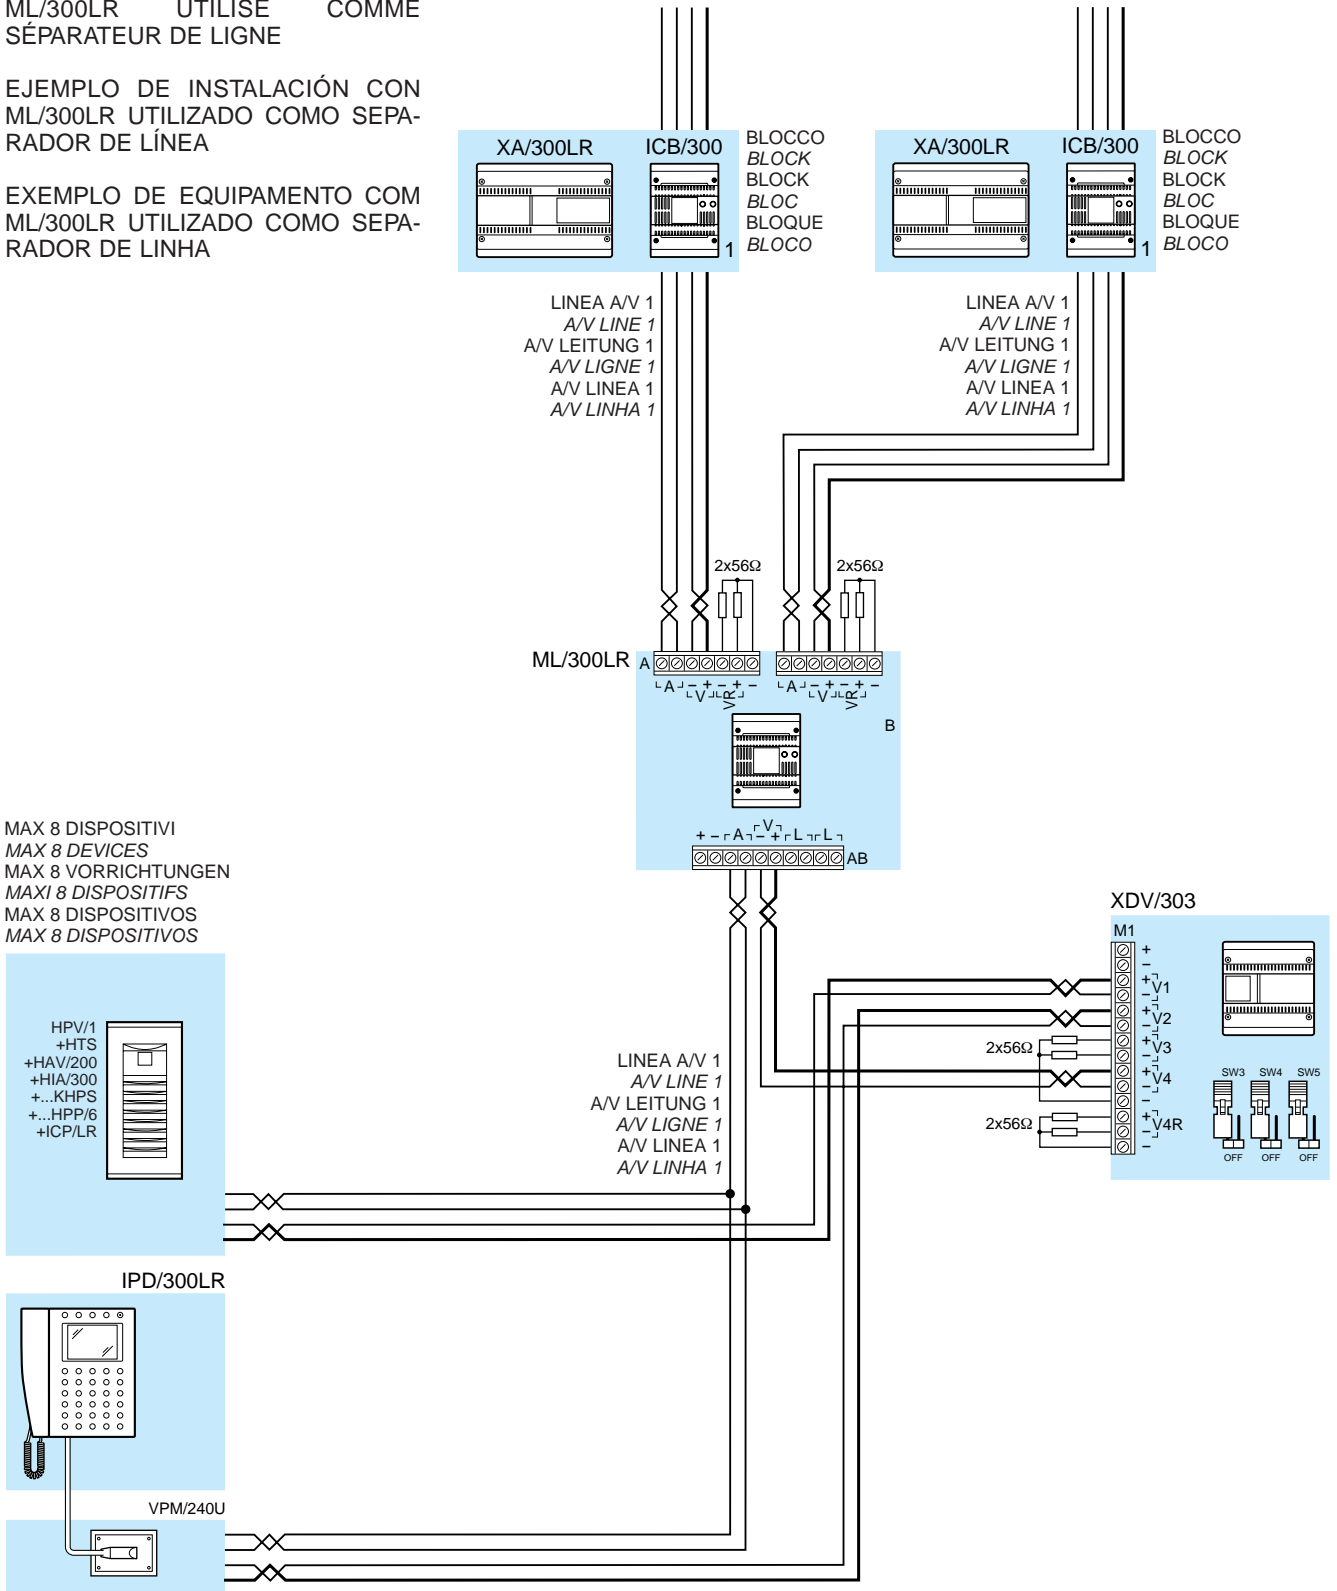 ML/300LR UTILISÉ COMME
SÉPARATEUR DE LIGNE
EJEMPLO DE INSTALACIÓN CON
ML/300LR UTILIZADO COMO SEPA-
RADOR DE LÍNEA
EXEMPLO DE EQUIPAMENTO COM
ML/300LR UTILIZADO COMO SEPA-
RADOR DE LINHA
XA/300LR
ICB/300
1
BLOCCO
BLOCK
BLOCK
BLOC
BLOQUE
BLOCO
XA/300LR
ICB/300
1
BLOCCO
BLOCK
BLOCK
BLOC
BLOQUE
BLOCO
LINEA A/V 1
A/V LINE 1
A/V LEITUNG 1
A/V LIGNE 1
A/V LINEA 1
A/V LINHA 1
LINEA A/V 1
A/V LINE 1
A/V LEITUNG 1
A/V LIGNE 1
A/V LINEA 1
A/V LINHA 1
2x56Ω
2x56Ω
ML/300LR
A
A – + – + –
V VR
A – + – + –
V VR
B
V
+ – A – + L L
AB
MAX 8 DISPOSITIVI
MAX 8 DEVICES
MAX 8 VORRICHTUNGEN
MAXI 8 DISPOSITIFS
MAX 8 DISPOSITIVOS
MAX 8 DISPOSITIVOS
HPV/1
+HTS
+HAV/200
+HIA/300
+...KHPS
+...HPP/6
+ICP/LR
LINEA A/V 1
A/V LINE 1
A/V LEITUNG 1
A/V LIGNE 1
A/V LINEA 1
A/V LINHA 1
XDV/303
M1
+
–
+
– V1
+
– V2
+
– V3
+
– V4
–
+
– V4R
–
2x56Ω
2x56Ω
SW3 SW4 SW5
OFF OFF OFF
IPD/300LR
VPM/240U